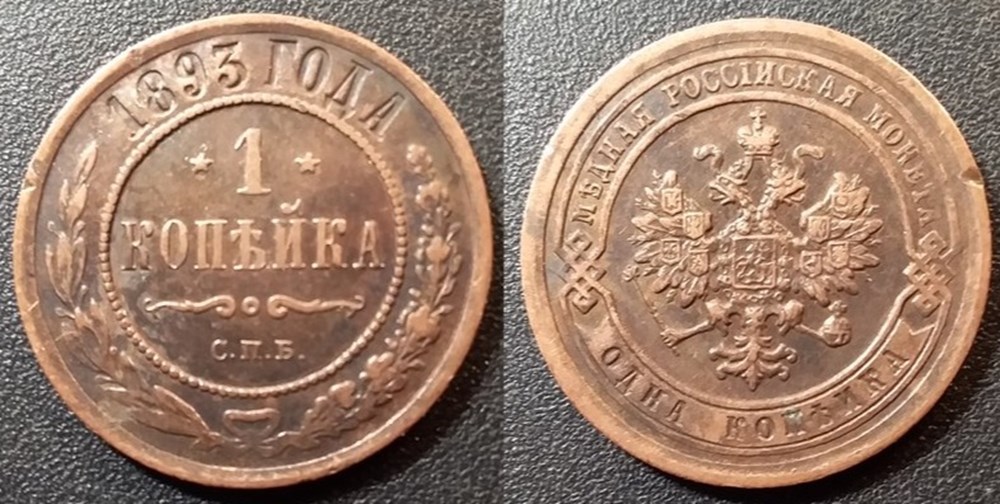 1893 ГОДА
1
КОПѢЙКА
С.П.Б.
МѢДНАЯ РОССІЙСКАЯ МОНЕТА
ОДНА КОПѢЙКА